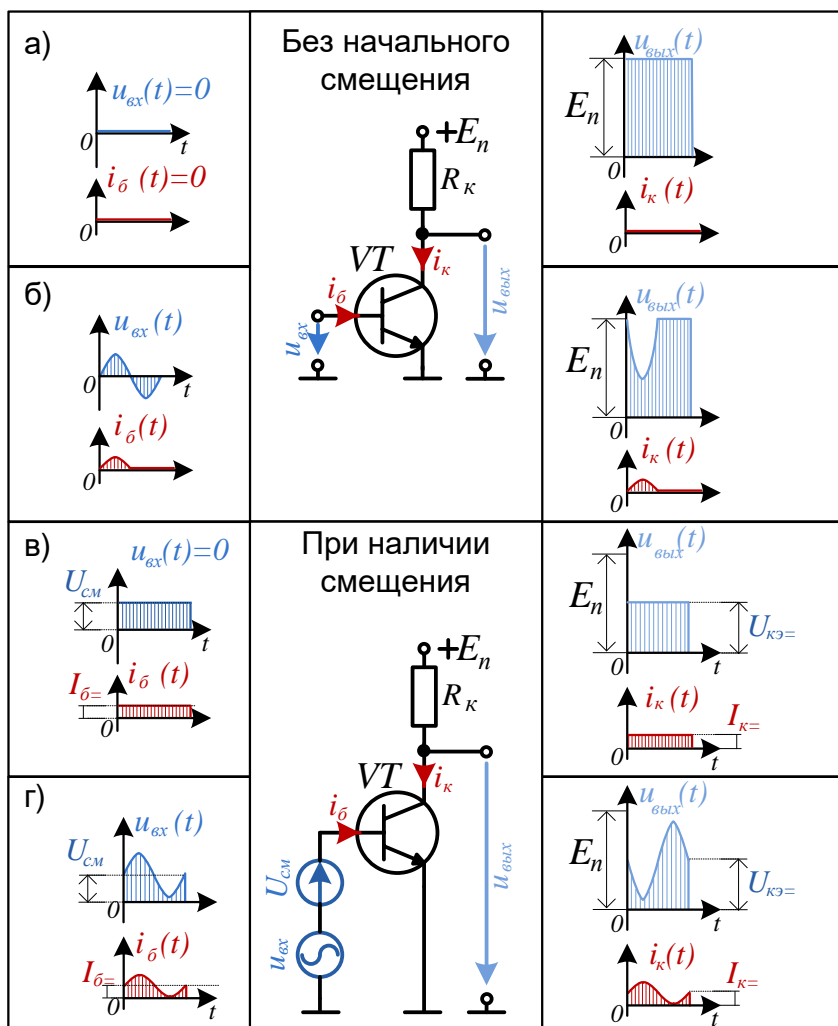 а)
u_вх(t)=0
0
t
i_б (t)=0
0
Без начального
смещения
+E_п
R_к
VT
i_к
i_б
u_вх
u_вых
u_вых(t)
E_п
0
i_к (t)
0
б)
u_вх (t)
0
t
i_б(t)
0
u_вых(t)
E_п
0
i_к (t)
0
в)
u_вх(t)=0
U_см
0
t
i_б (t)
I_б=
0
При наличии
смещения
+E_п
R_к
VT
i_к
i_б
U_см
u_вх
u_вых
u_вых(t)
E_п
U_кэ=
0
i_к (t)
I_к=
0
t
г)
u_вх (t)
U_см
0
t
i_б(t)
I_б=
0
t
u_вых(t)
E_п
U_кэ=
0
t
i_к(t)
I_к=
0
t